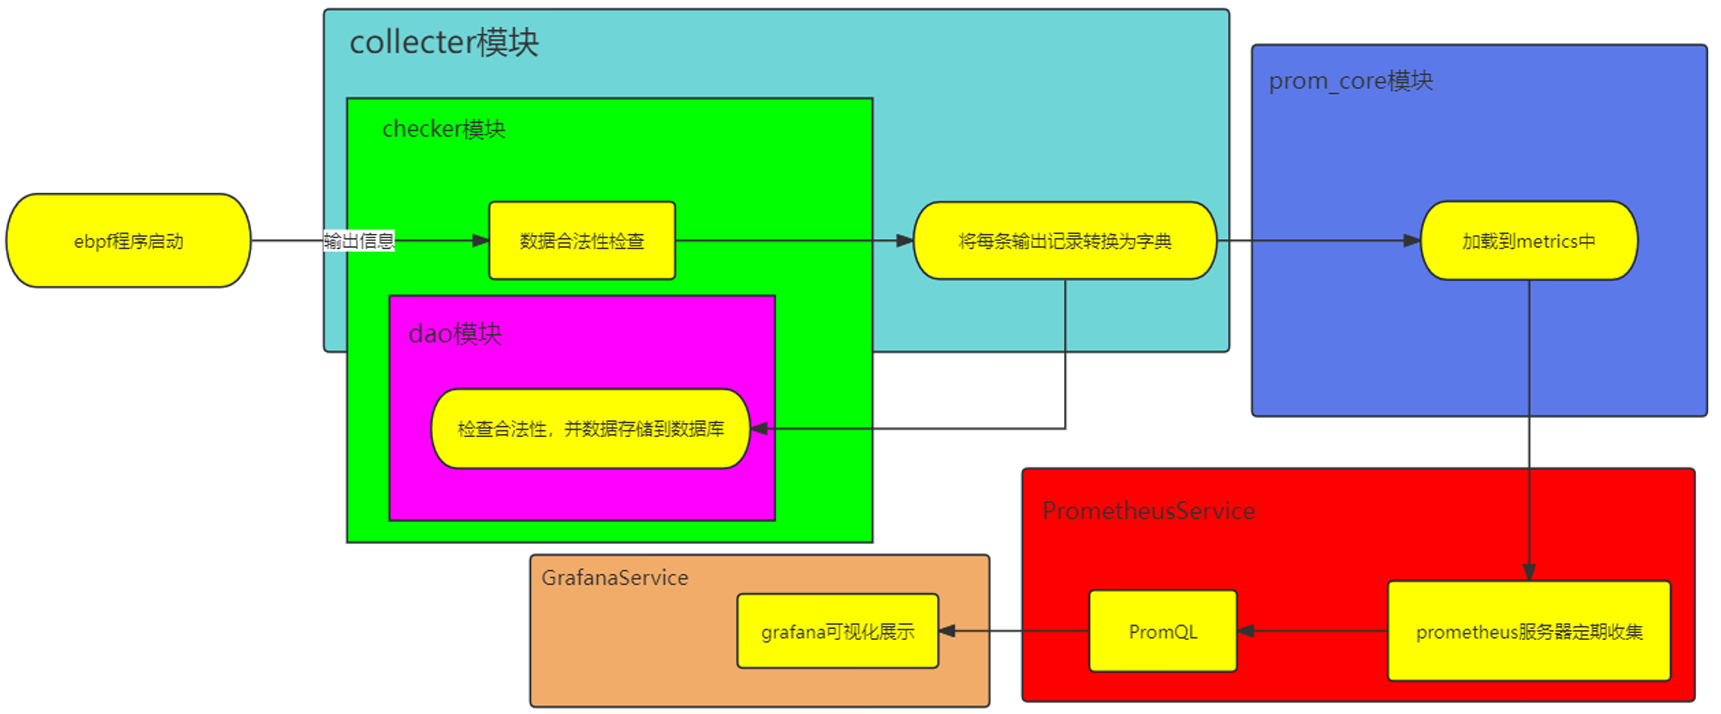 collecter模块
prom_core模块
checker模块
ebpf程序启动
输出信息
数据合法性检查
将每条输出记录转换为字典
加载到metrics中
dao模块
检查合法性，并数据存储到数据库
PrometheusService
GrafanaService
grafana可视化展示
PromQL
prometheus服务器定期收集